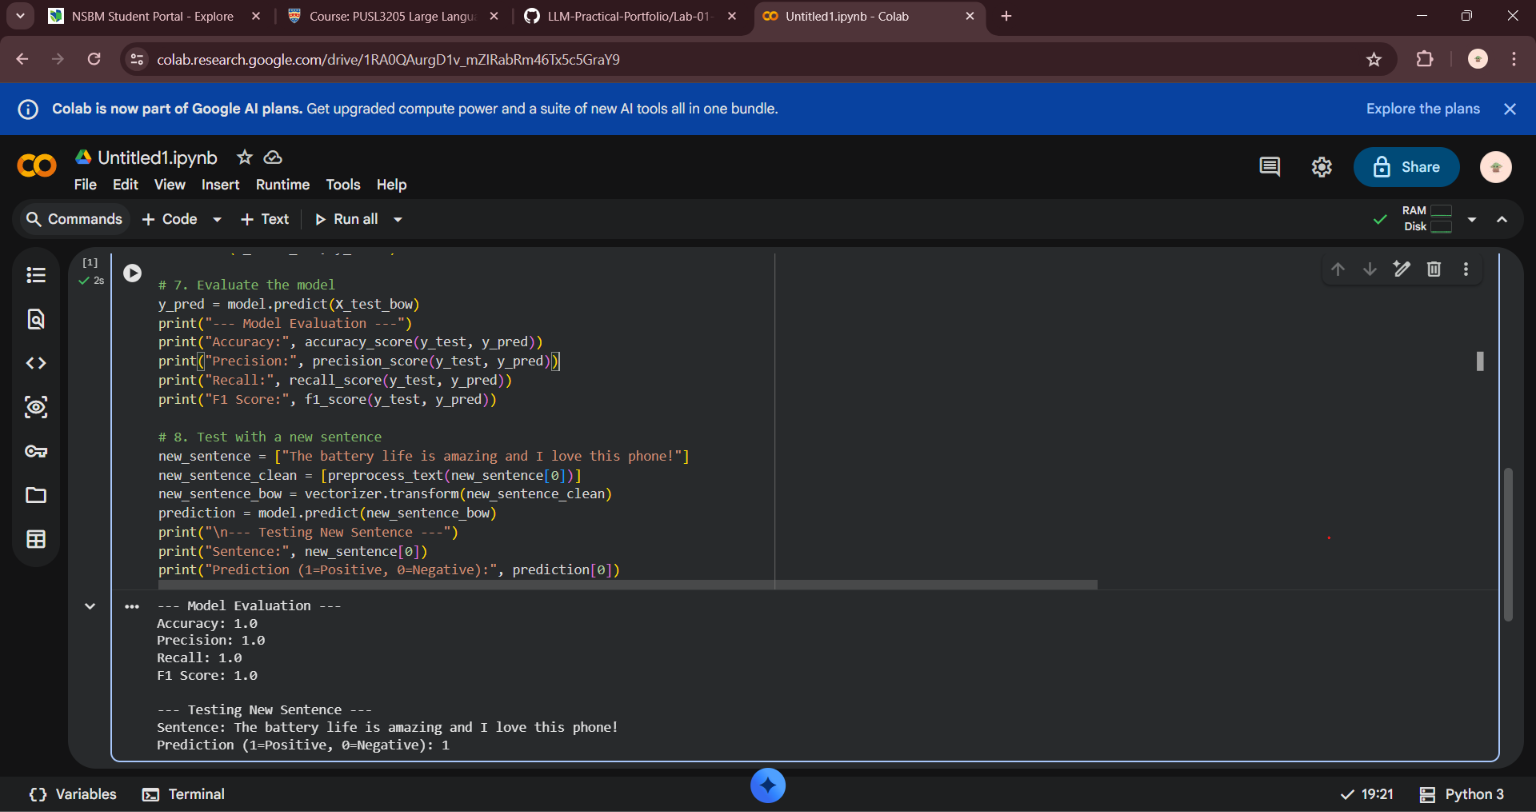 NSBM Student Portal - Explore
Course: PUSL3205 Large Langu
LLM-Practical-Portfolio/Lab-01-
Untitled1.ipynb - Colab
colab.research.google.com/drive/1RA0QAurgD1v_mZlRabRm46Tx5c5GraY9
Colab is now part of Google AI plans. Get upgraded compute power and a suite of new AI tools all in one bundle.
Explore the plans
Untitled1.ipynb
Share
File Edit View Insert Runtime Tools Help
Commands + Code + Text Run all
RAM
Disk
[1]
2s
# 7. Evaluate the model
y_pred = model.predict(X_test_bow)
print("--- Model Evaluation ---")
print("Accuracy:", accuracy_score(y_test, y_pred))
print("Precision:", precision_score(y_test, y_pred))
print("Recall:", recall_score(y_test, y_pred))
print("F1 Score:", f1_score(y_test, y_pred))
# 8. Test with a new sentence
new_sentence = ["The battery life is amazing and I love this phone!"]
new_sentence_clean = [preprocess_text(new_sentence[0])]
new_sentence_bow = vectorizer.transform(new_sentence_clean)
prediction = model.predict(new_sentence_bow)
print("\n--- Testing New Sentence ---")
print("Sentence:", new_sentence[0])
print("Prediction (1=Positive, 0=Negative):", prediction[0])
--- Model Evaluation ---
Accuracy: 1.0
Precision: 1.0
Recall: 1.0
F1 Score: 1.0
--- Testing New Sentence ---
Sentence: The battery life is amazing and I love this phone!
Prediction (1=Positive, 0=Negative): 1
Variables
Terminal
19:21
Python 3